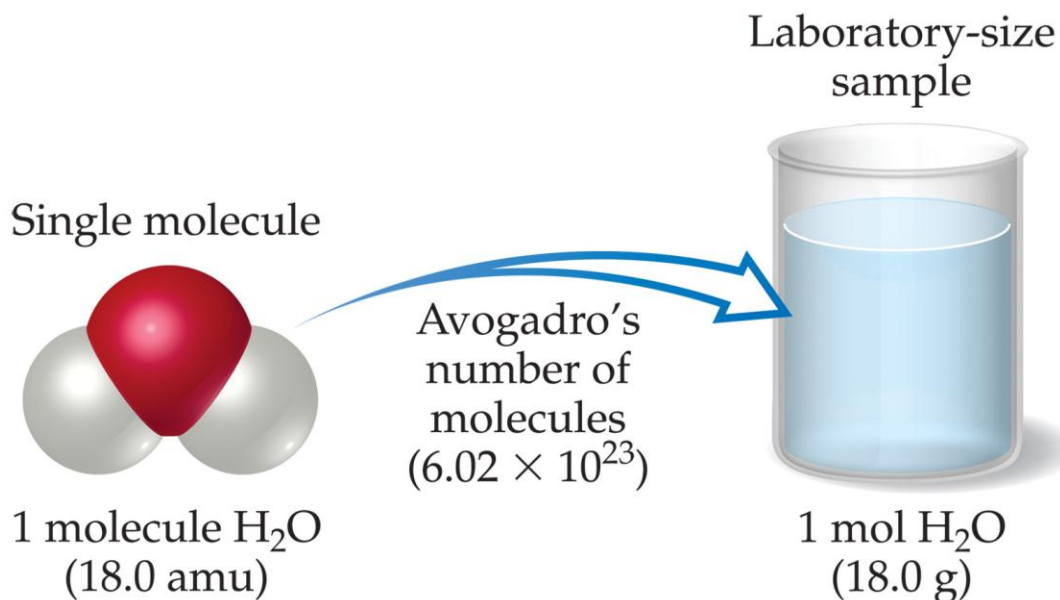 Laboratory-size
sample
Single molecule
Avogadro’s
number of
molecules
(6.02 × 10²³)
1 molecule H₂O
(18.0 amu)
1 mol H₂O
(18.0 g)